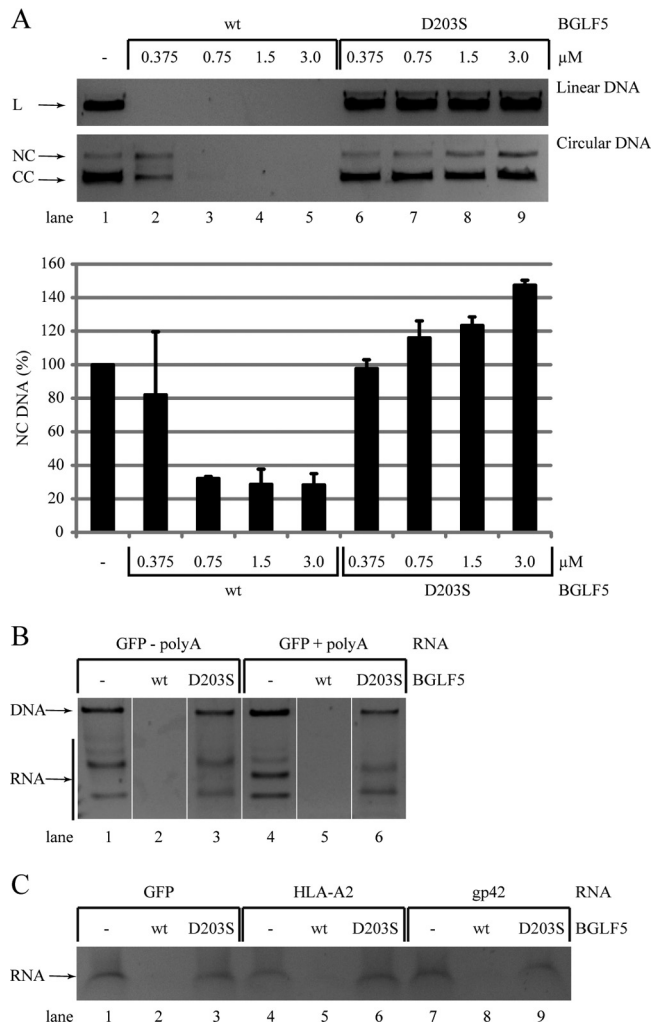 A
wt D203S BGLF5
- 0.375 0.75 1.5 3.0 0.375 0.75 1.5 3.0 µM
Linear DNA
L
Circular DNA
NC
CC
lane 1 2 3 4 5 6 7 8 9
160
140
120
100
80
60
40
20
0
NC DNA (%)
- 0.375 0.75 1.5 3.0 0.375 0.75 1.5 3.0 µM
wt D203S BGLF5
B
GFP - polyA GFP + polyA RNA
- wt D203S - wt D203S BGLF5
DNA
RNA
lane 1 2 3 4 5 6
C
GFP HLA-A2 gp42 RNA
- wt D203S - wt D203S - wt D203S BGLF5
RNA
lane 1 2 3 4 5 6 7 8 9